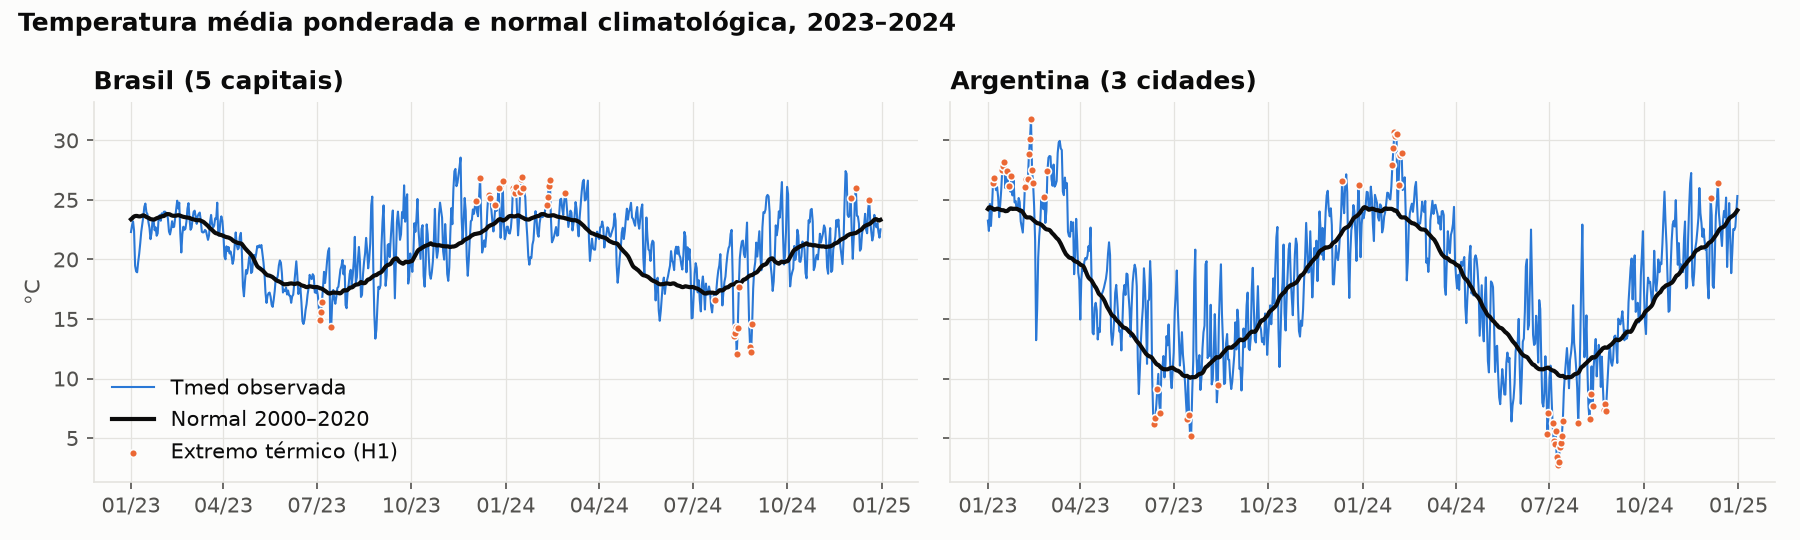 Temperatura média ponderada e normal climatológica, 2023–2024
Brasil (5 capitais)
Argentina (3 cidades)
°C
30
25
20
15
10
5
Tmed observada
Normal 2000–2020
Extremo térmico (H1)
01/23 04/23 07/23 10/23 01/24 04/24 07/24 10/24 01/25
01/23 04/23 07/23 10/23 01/24 04/24 07/24 10/24 01/25